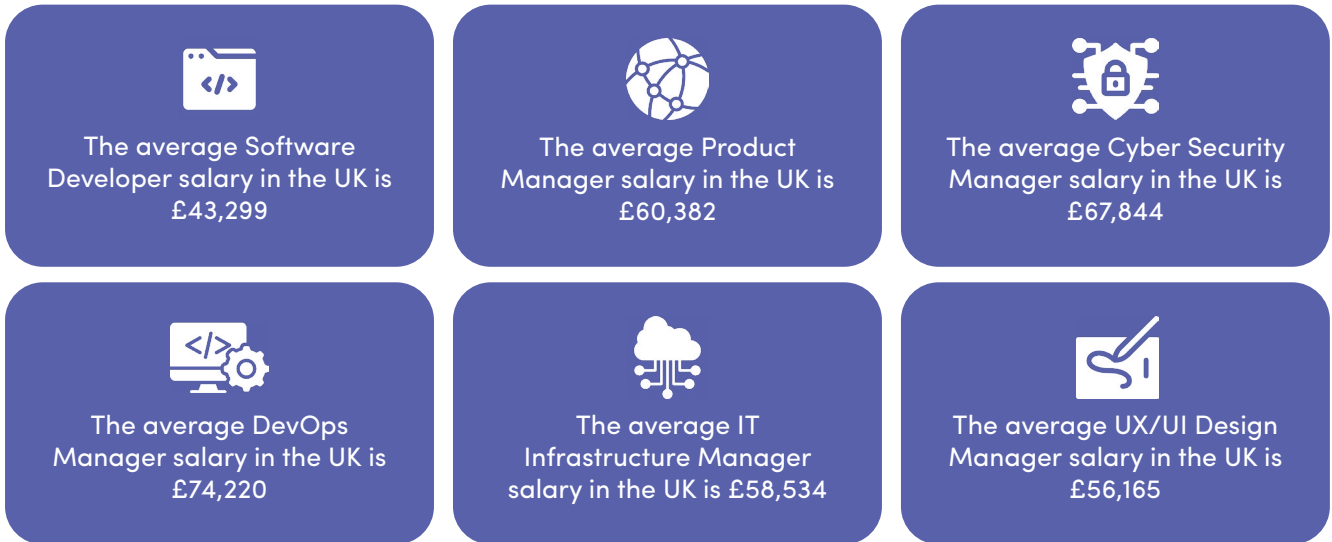 </>
The average Software
Developer salary in the UK is
£43,299
The average Product
Manager salary in the UK is
£60,382
The average Cyber Security
Manager salary in the UK is
£67,844
</>
The average DevOps
Manager salary in the UK is
£74,220
The average IT
Infrastructure Manager
salary in the UK is £58,534
The average UX/UI Design
Manager salary in the UK is
£56,165